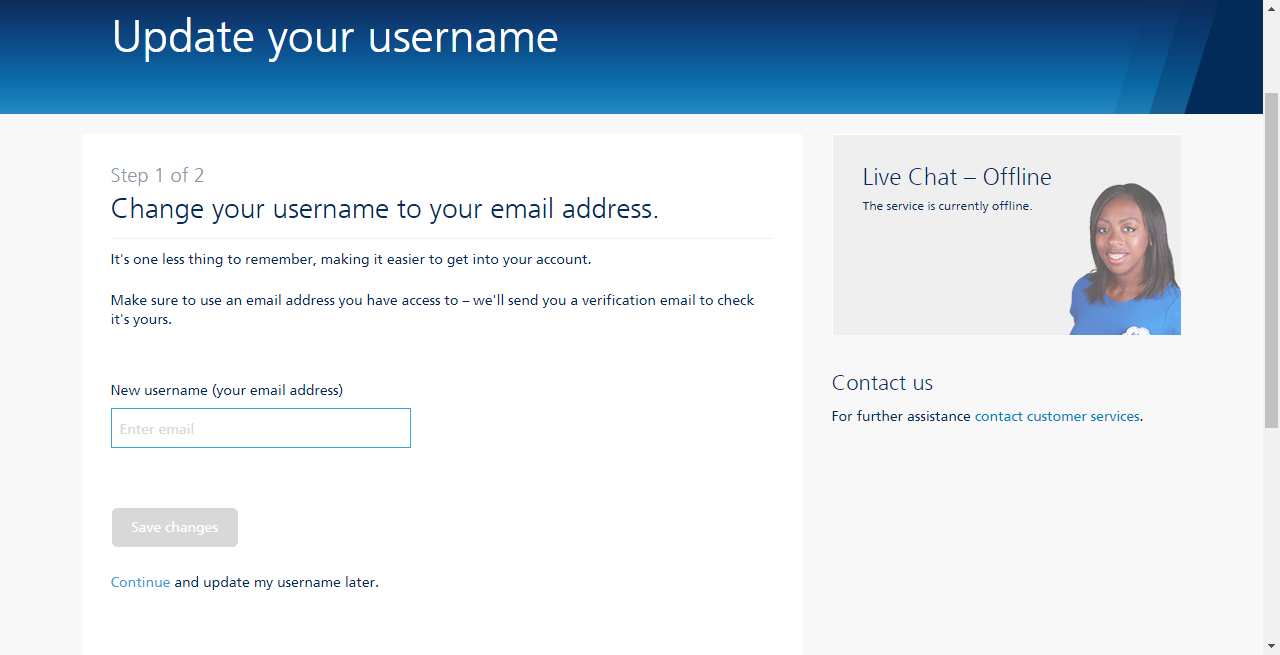 Update your username
Step 1 of 2
Change your username to your email address.
It's one less thing to remember, making it easier to get into your account.
Make sure to use an email address you have access to – we'll send you a verification email to check
it's yours.
New username (your email address)
Enter email
Save changes
Continue and update my username later.
Live Chat – Offline
The service is currently offline.
Contact us
For further assistance contact customer services.